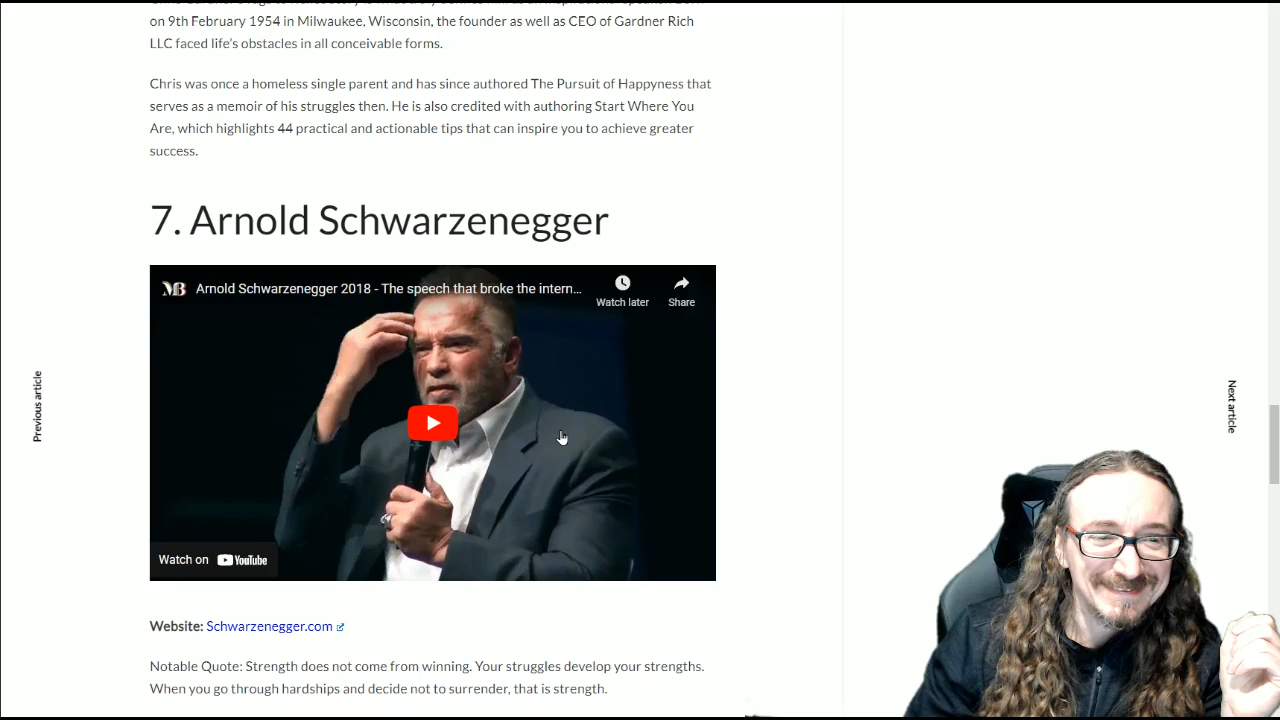 on 9th February 1954 in Milwaukee, Wisconsin, the founder as well as CEO of Gardner Rich
LLC faced life's obstacles in all conceivable forms.
Chris was once a homeless single parent and has since authored The Pursuit of Happyness that
serves as a memoir of his struggles then. He is also credited with authoring Start Where You
Are, which highlights 44 practical and actionable tips that can inspire you to achieve greater
success.
7. Arnold Schwarzenegger
MB Arnold Schwarzenegger 2018 - The speech that broke the intern...
Watch later
Share
Watch on YouTube
Previous article
Next article
Website: Schwarzenegger.com
Notable Quote: Strength does not come from winning. Your struggles develop your strengths.
When you go through hardships and decide not to surrender, that is strength.